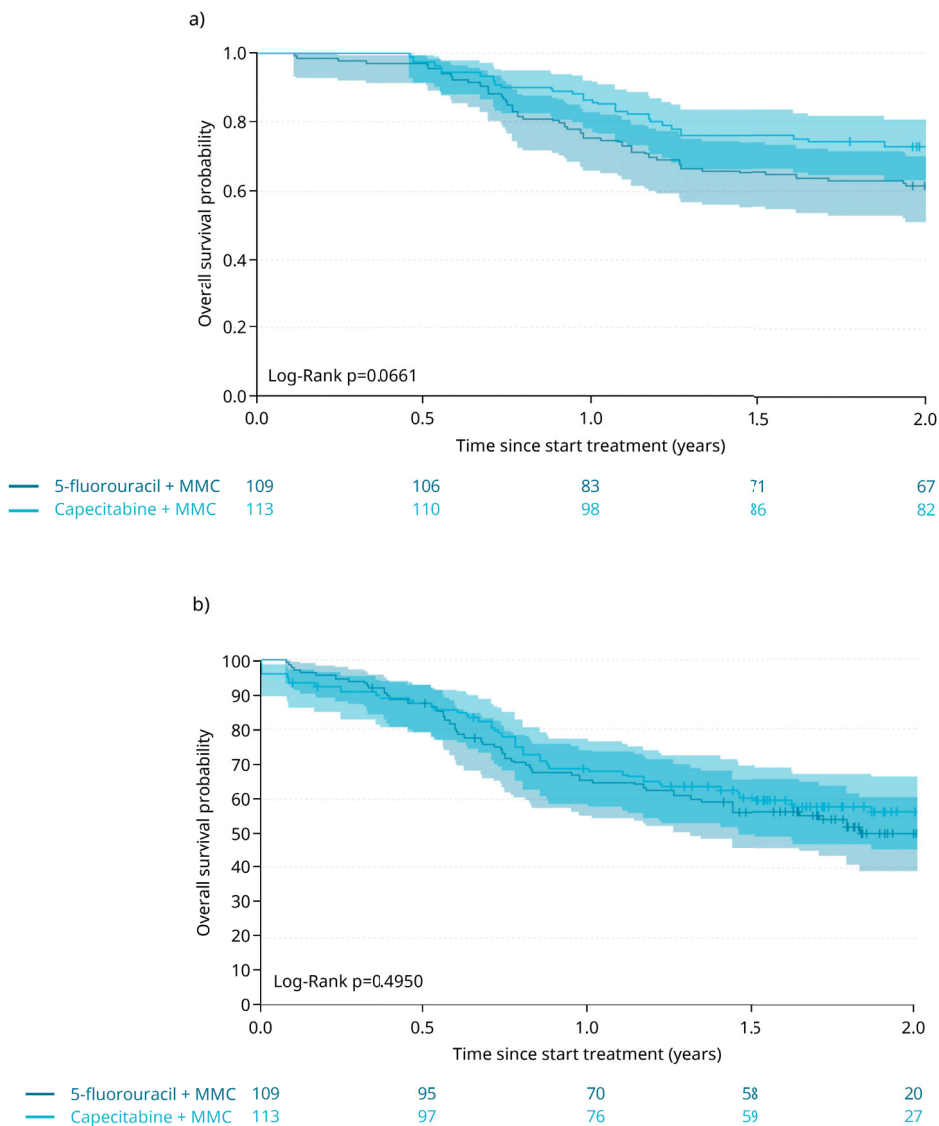 a)
1.0
0.8
0.6
0.4
0.2
0.0
Overall survival probability
Log-Rank p=0.0661
0.0 0.5 1.0 1.5 2.0
Time since start treatment (years)
5-fluorouracil + MMC 109 106 83 71 67
Capecitabine + MMC 113 110 98 86 82
b)
100
90
80
70
60
50
40
30
20
10
0
Overall survival probability
Log-Rank p=0.4950
0.0 0.5 1.0 1.5 2.0
Time since start treatment (years)
5-fluorouracil + MMC 109 95 70 58 20
Capecitabine + MMC 113 97 76 59 27